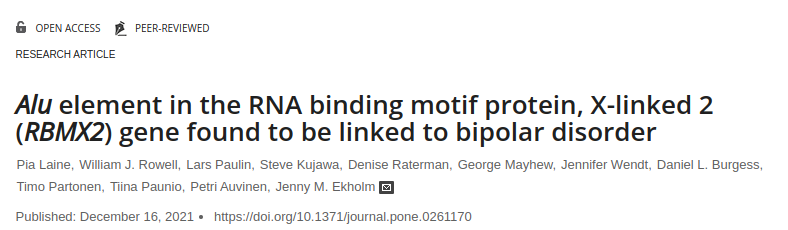 OPEN ACCESS PEER-REVIEWED
RESEARCH ARTICLE
Alu element in the RNA binding motif protein, X-linked 2
(RBMX2) gene found to be linked to bipolar disorder
Pia Laine, William J. Rowell, Lars Paulin, Steve Kujawa, Denise Raterman, George Mayhew, Jennifer Wendt, Daniel L. Burgess,
Timo Partonen, Tiina Paunio, Petri Auvinen, Jenny M. Ekholm
Published: December 16, 2021 • https://doi.org/10.1371/journal.pone.0261170